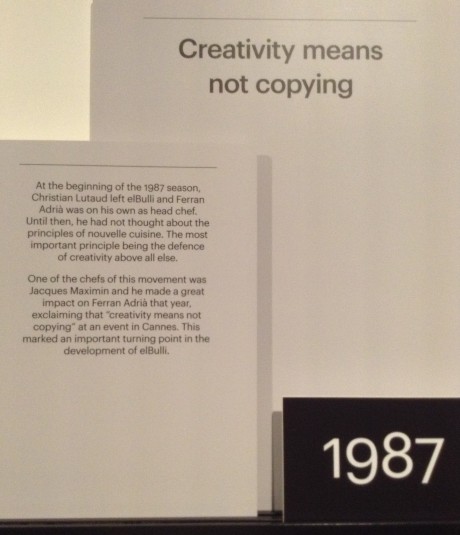 Creativity means
not copying
At the beginning of the 1987 season,
Christian Lutaud left elBulli and Ferran
Adrià was on his own as head chef.
Until then, he had not thought about the
principles of nouvelle cuisine. The most
important principle being the defence
of creativity above all else.
One of the chefs of this movement was
Jacques Maximin and he made a great
impact on Ferran Adrià that year,
exclaiming that “creativity means not
copying” at an event in Cannes. This
marked an important turning point in the
development of elBulli.
1987